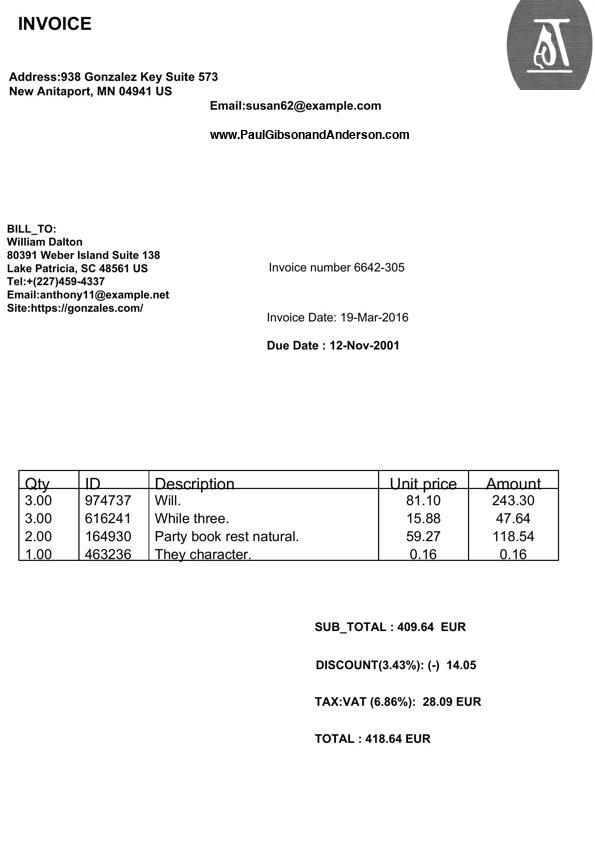 INVOICE
Address:938 Gonzalez Key Suite 573
New Anitaport, MN 04941 US
Email:susan62@example.com
www.PaulGibsonandAnderson.com
BILL_TO:
William Dalton
80391 Weber Island Suite 138
Lake Patricia, SC 48561 US
Tel:+(227)459-4337
Email:anthony11@example.net
Site:https://gonzales.com/
Invoice number 6642-305
Invoice Date: 19-Mar-2016
Due Date : 12-Nov-2001
Qty ID Description Unit price Amount
3.00 974737 Will. 81.10 243.30
3.00 616241 While three. 15.88 47.64
2.00 164930 Party book rest natural. 59.27 118.54
1.00 463236 They character. 0.16 0.16
SUB_TOTAL : 409.64 EUR
DISCOUNT(3.43%): (-) 14.05
TAX:VAT (6.86%): 28.09 EUR
TOTAL : 418.64 EUR